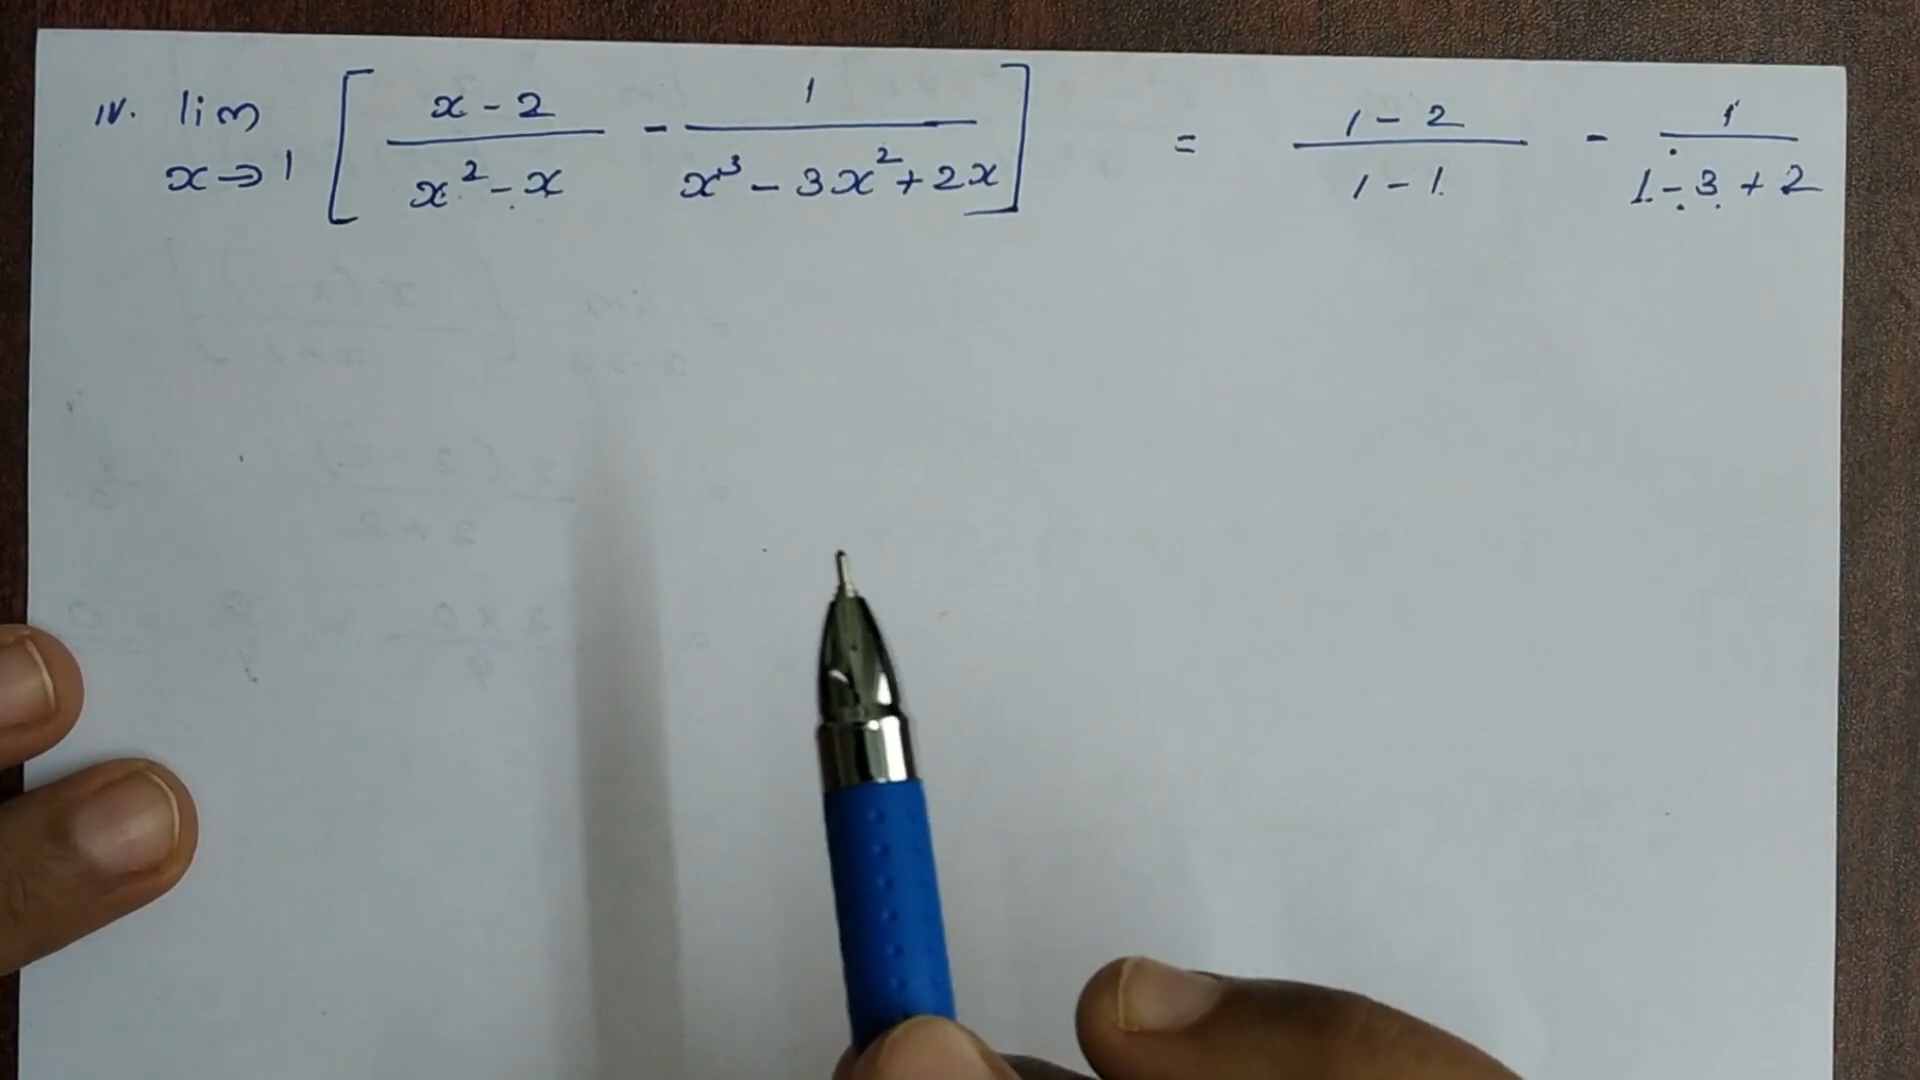 iv. lim x→1 [ (x - 2)/(x² - x) - 1/(x³ - 3x² + 2x) ] = (1 - 2)/(1 - 1) - 1/(1 - 3 + 2)